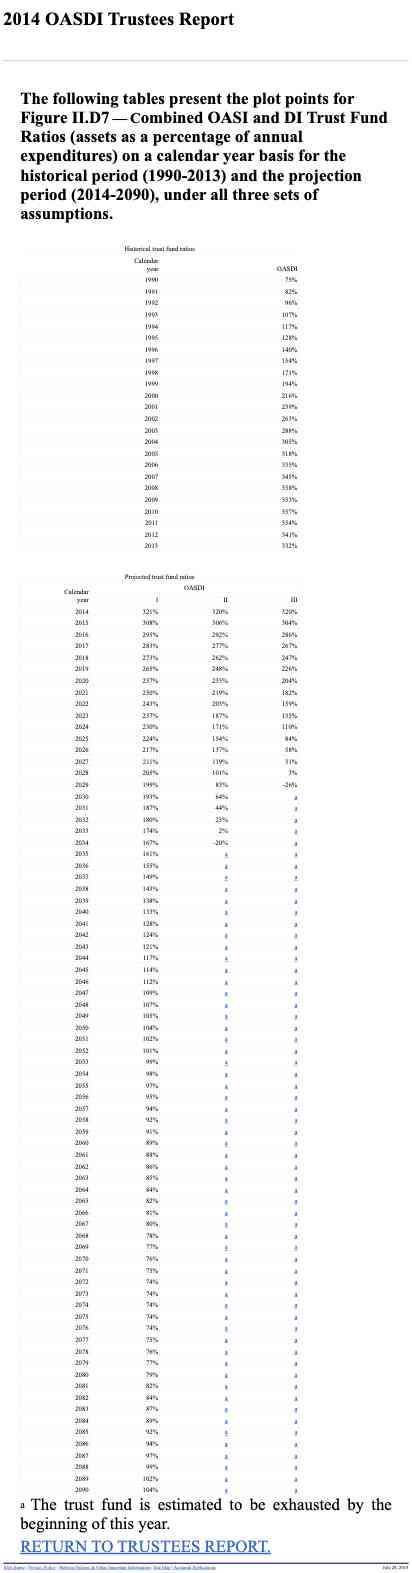 2014 OASDI Trustees Report
The following tables present the plot points for
Figure II.D7 — Combined OASI and DI Trust Fund
Ratios (assets as a percentage of annual
expenditures) on a calendar year basis for the
historical period (1990-2013) and the projection
period (2014-2090), under all three sets of
assumptions.
Historical trust fund ratios
Calendar
year OASDI
1990 75%
1991 82%
1992 96%
1993 107%
1994 117%
1995 128%
1996 140%
1997 154%
1998 171%
1999 194%
2000 216%
2001 239%
2002 263%
2003 288%
2004 305%
2005 318%
2006 335%
2007 345%
2008 358%
2009 353%
2010 357%
2011 354%
2012 341%
2013 332%
Projected trust fund ratios
OASDI
Calendar
year I II III
2014 321% 320% 320%
2015 308% 306% 304%
2016 295% 292% 286%
2017 283% 277% 267%
2018 273% 262% 247%
2019 265% 248% 226%
2020 257% 233% 204%
2021 250% 219% 182%
2022 243% 203% 159%
2023 237% 187% 135%
2024 230% 171% 110%
2025 224% 154% 84%
2026 217% 137% 58%
2027 211% 119% 31%
2028 205% 101% 3%
2029 199% 83% -26%
2030 193% 64% a
2031 187% 44% a
2032 180% 23% a
2033 174% 2% a
2034 167% -20% a
2035 161% a a
2036 155% a a
2037 149% a a
2038 143% a a
2039 138% a a
2040 133% a a
2041 128% a a
2042 124% a a
2043 121% a a
2044 117% a a
2045 114% a a
2046 112% a a
2047 109% a a
2048 107% a a
2049 105% a a
2050 104% a a
2051 102% a a
2052 101% a a
2053 99% a a
2054 98% a a
2055 97% a a
2056 95% a a
2057 94% a a
2058 92% a a
2059 91% a a
2060 89% a a
2061 88% a a
2062 86% a a
2063 85% a a
2064 84% a a
2065 82% a a
2066 81% a a
2067 80% a a
2068 78% a a
2069 77% a a
2070 76% a a
2071 75% a a
2072 74% a a
2073 74% a a
2074 74% a a
2075 74% a a
2076 74% a a
2077 75% a a
2078 76% a a
2079 77% a a
2080 79% a a
2081 82% a a
2082 84% a a
2083 87% a a
2084 89% a a
2085 92% a a
2086 94% a a
2087 97% a a
2088 99% a a
2089 102% a a
2090 104% a a
a The trust fund is estimated to be exhausted by the
beginning of this year.
RETURN TO TRUSTEES REPORT.